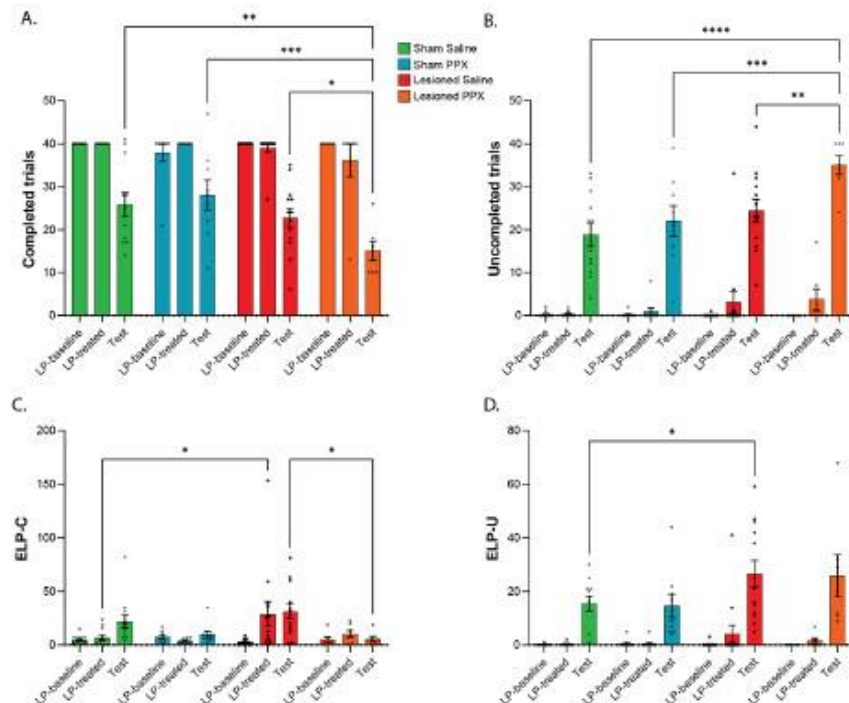 A.
**
***
*
Completed trials
50
40
30
20
10
0
LP-baseline
LP-treated
Test
LP-baseline
LP-treated
Test
LP-baseline
LP-treated
Test
LP-baseline
LP-treated
Test
Sham Saline
Sham PPX
Lesioned Saline
Lesioned PPX
B.
****
***
**
Uncompleted trials
50
40
30
20
10
0
LP-baseline
LP-treated
Test
LP-baseline
LP-treated
Test
LP-baseline
LP-treated
Test
LP-baseline
LP-treated
Test
C.
*
*
ELP-C
200
150
100
50
0
LP-baseline
LP-treated
Test
LP-baseline
LP-treated
Test
LP-baseline
LP-treated
Test
LP-baseline
LP-treated
Test
D.
*
ELP-U
80
60
40
20
0
LP-baseline
LP-treated
Test
LP-baseline
LP-treated
Test
LP-baseline
LP-treated
Test
LP-baseline
LP-treated
Test